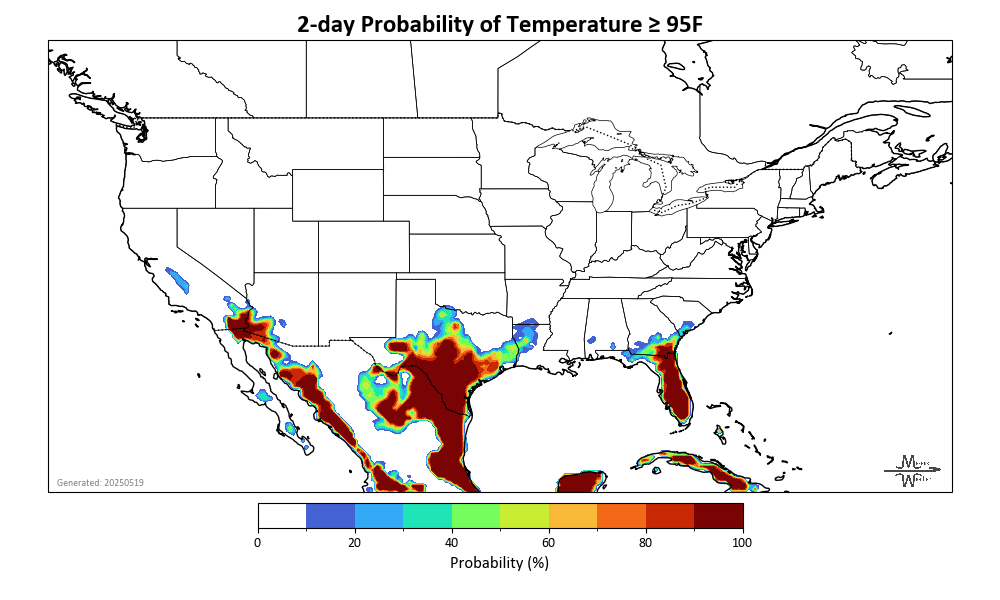 2-day Probability of Temperature ≥ 95F
Generated: 20250519
0 20 40 60 80 100
Probability (%)